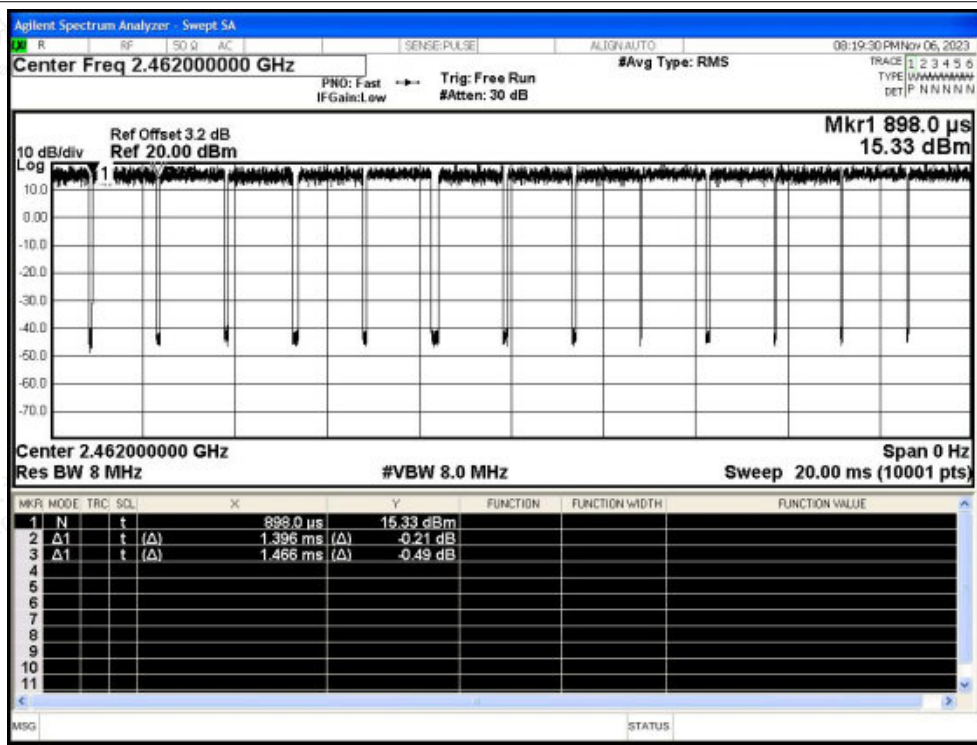 Agilent Spectrum Analyzer - Swept SA
R RF 50 Ω AC SENSE:PULSE ALIGNAUTO 08:19:30 PMNov 06, 2023
Center Freq 2.462000000 GHz
PNO: Fast
IFGain:Low
Trig: Free Run
#Atten: 30 dB
#Avg Type: RMS
TRACE 1 2 3 4 5 6
TYPE
DET P N N N N N
Mkr1 898.0 µs
15.33 dBm
Ref Offset 3.2 dB
10 dB/div Ref 20.00 dBm
Log
1
10.0
0.00
-10.0
-20.0
-30.0
-40.0
-50.0
-60.0
-70.0
Center 2.462000000 GHz Span 0 Hz
Res BW 8 MHz #VBW 8.0 MHz Sweep 20.00 ms (10001 pts)
MKR MODE TRC SCL X Y FUNCTION FUNCTION WIDTH FUNCTION VALUE
1 N t 898.0 µs 15.33 dBm
2 Δ1 t (Δ) 1.396 ms (Δ) -0.21 dB
3 Δ1 t (Δ) 1.466 ms (Δ) -0.49 dB
4
5
6
7
8
9
10
11
MSG STATUS